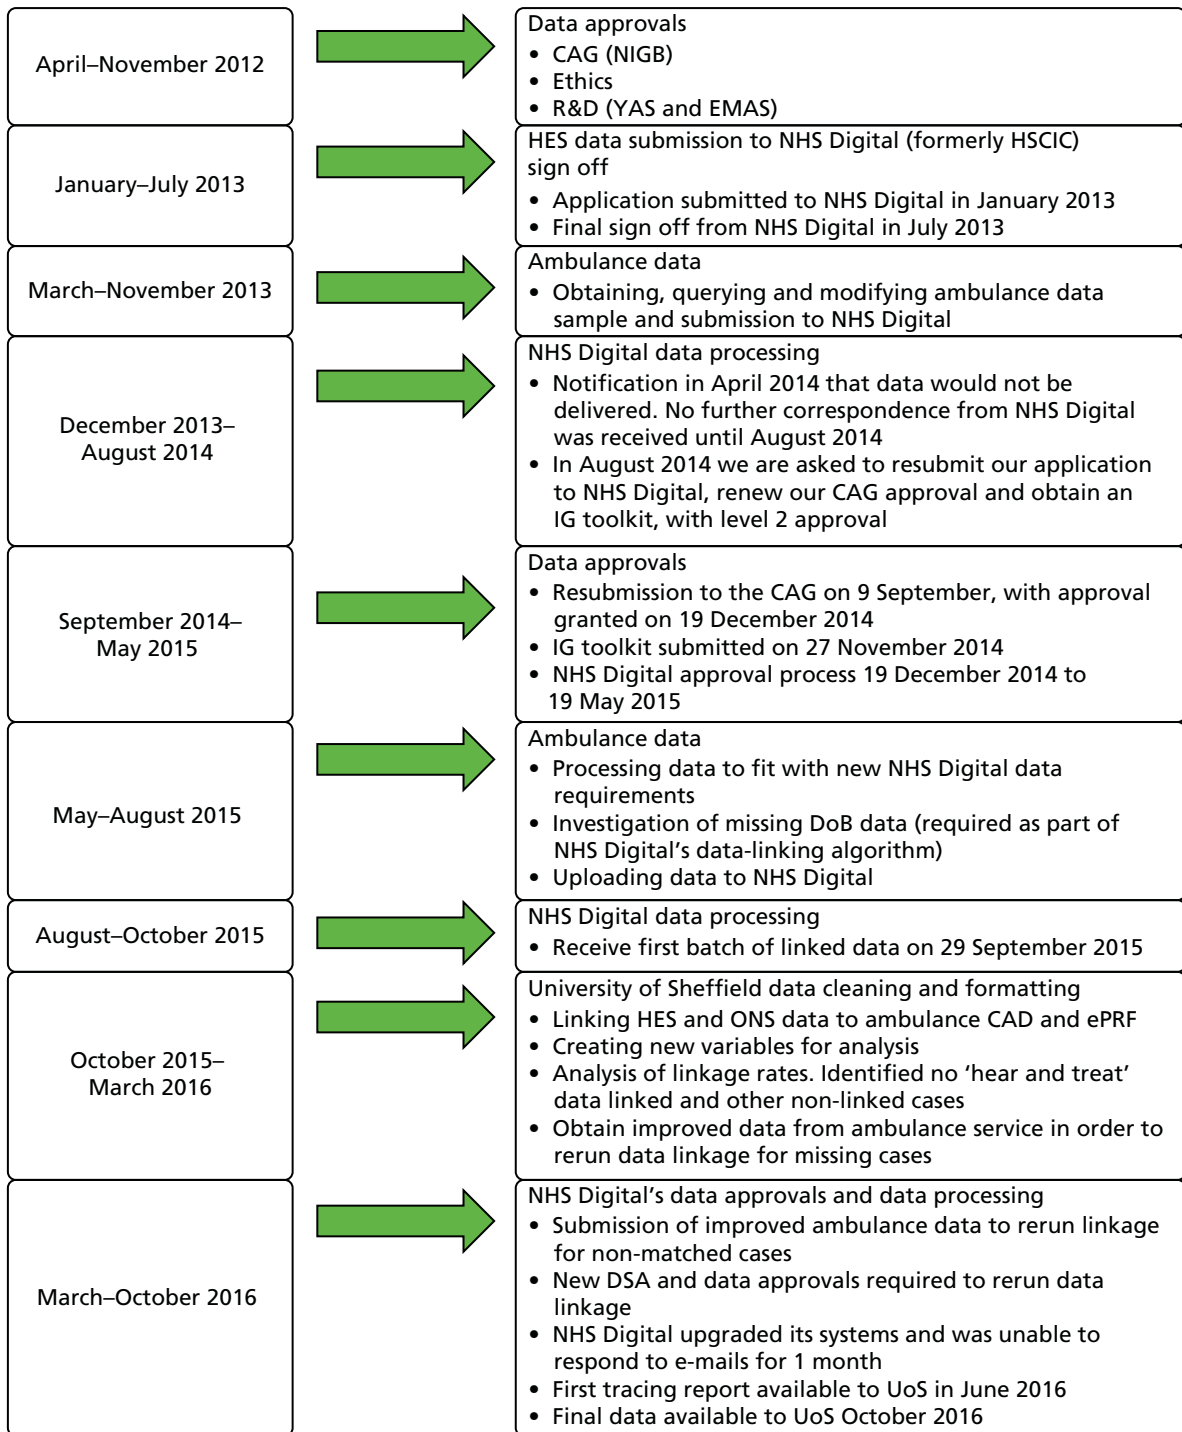 April–November 2012
Data approvals
• CAG (NIGB)
• Ethics
• R&D (YAS and EMAS)
January–July 2013
HES data submission to NHS Digital (formerly HSCIC)
sign off
• Application submitted to NHS Digital in January 2013
• Final sign off from NHS Digital in July 2013
March–November 2013
Ambulance data
• Obtaining, querying and modifying ambulance data
sample and submission to NHS Digital
December 2013–
August 2014
NHS Digital data processing
• Notification in April 2014 that data would not be
delivered. No further correspondence from NHS Digital
was received until August 2014
• In August 2014 we are asked to resubmit our application
to NHS Digital, renew our CAG approval and obtain an
IG toolkit, with level 2 approval
September 2014–
May 2015
Data approvals
• Resubmission to the CAG on 9 September, with approval
granted on 19 December 2014
• IG toolkit submitted on 27 November 2014
• NHS Digital approval process 19 December 2014 to
19 May 2015
May–August 2015
Ambulance data
• Processing data to fit with new NHS Digital data
requirements
• Investigation of missing DoB data (required as part of
NHS Digital's data-linking algorithm)
• Uploading data to NHS Digital
August–October 2015
NHS Digital data processing
• Receive first batch of linked data on 29 September 2015
October 2015–
March 2016
University of Sheffield data cleaning and formatting
• Linking HES and ONS data to ambulance CAD and ePRF
• Creating new variables for analysis
• Analysis of linkage rates. Identified no 'hear and treat'
data linked and other non-linked cases
• Obtain improved data from ambulance service in order to
rerun data linkage for missing cases
March–October 2016
NHS Digital's data approvals and data processing
• Submission of improved ambulance data to rerun linkage
for non-matched cases
• New DSA and data approvals required to rerun data
linkage
• NHS Digital upgraded its systems and was unable to
respond to e-mails for 1 month
• First tracing report available to UoS in June 2016
• Final data available to UoS October 2016